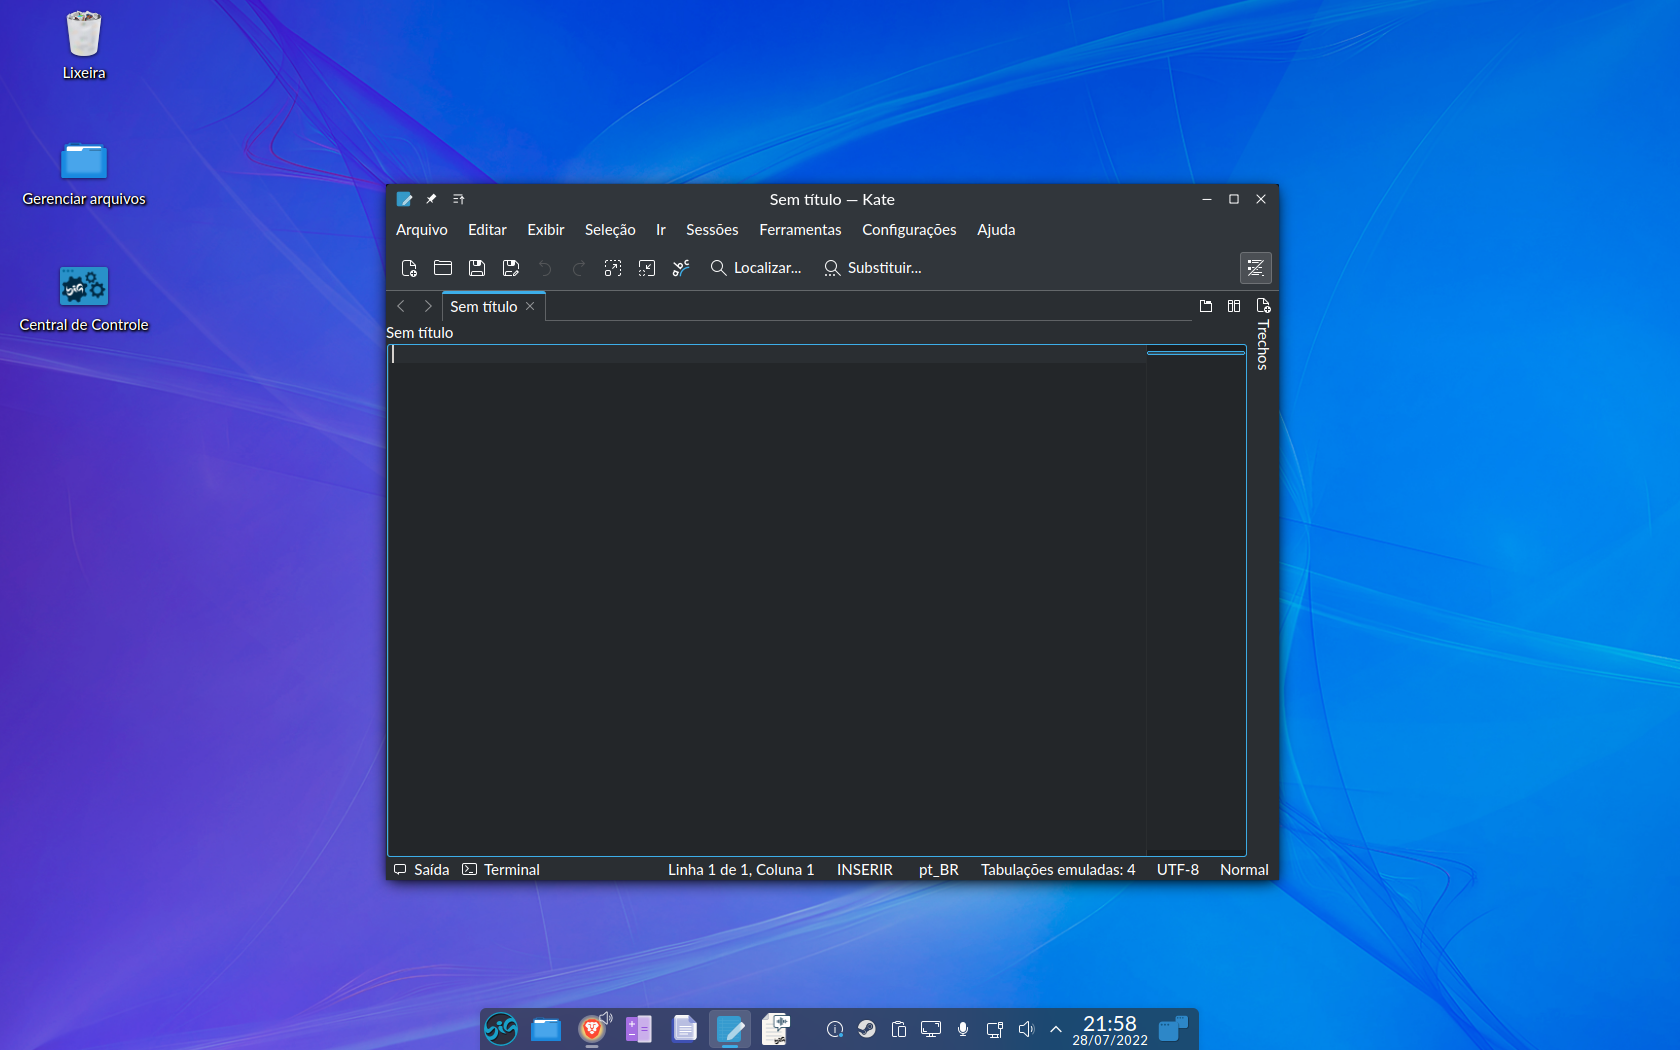 Lixeira
Gerenciar arquivos
Central de Controle
Sem título — Kate
Arquivo Editar Exibir Seleção Ir Sessões Ferramentas Configurações Ajuda
Localizar... Substituir...
Sem título
Sem título
Trechos
Saída Terminal Linha 1 de 1, Coluna 1 INSERIR pt_BR Tabulações emuladas: 4 UTF-8 Normal
21:58
28/07/2022